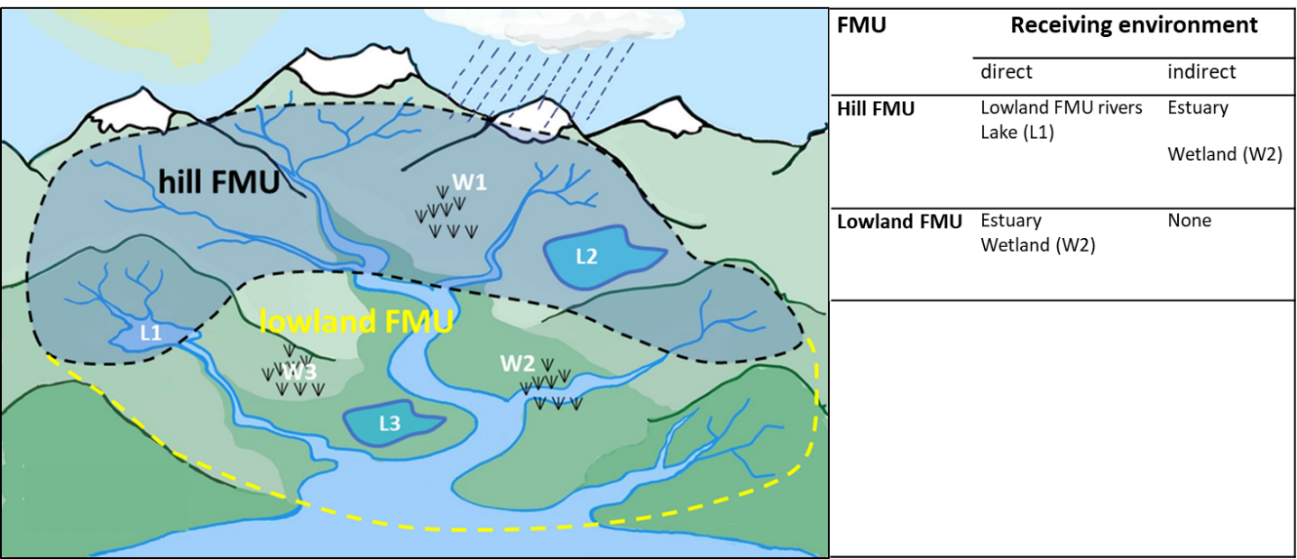 hill FMU
W1
L2
L1
lowland FMU
W3
W2
L3
FMU Receiving environment
direct indirect
Hill FMU Lowland FMU rivers Estuary
Lake (L1)
Wetland (W2)
Lowland FMU Estuary None
Wetland (W2)